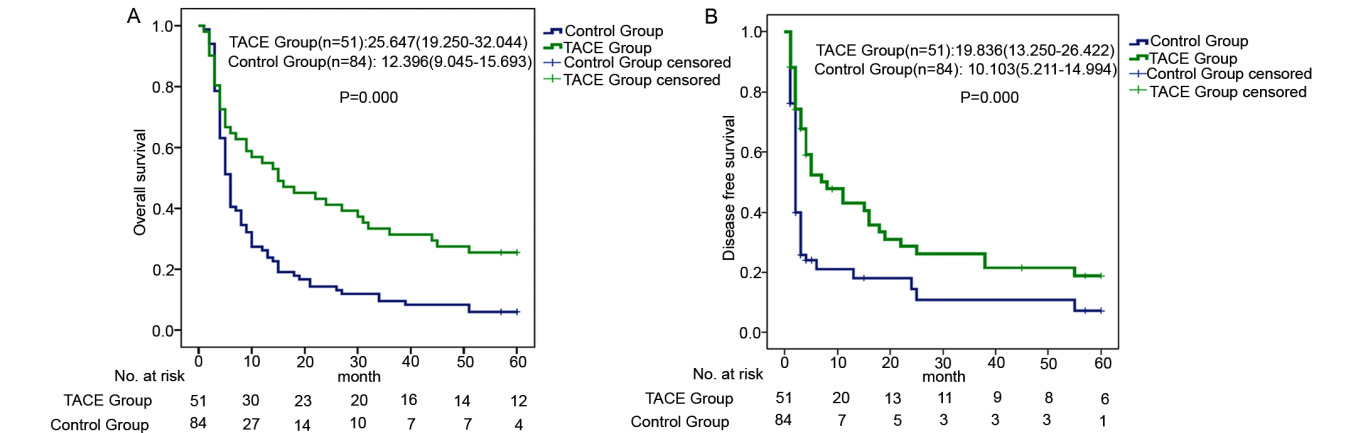 A
TACE Group(n=51):25.647(19.250-32.044)
Control Group(n=84): 12.396(9.045-15.693)
P=0.000
Control Group
TACE Group
Control Group censored
TACE Group censored
Overall survival
1.0
0.8
0.6
0.4
0.2
0.0
0 10 20 30 40 50 60
month
No. at risk
TACE Group 51 30 23 20 16 14 12
Control Group 84 27 14 10 7 7 4
B
TACE Group(n=51):19.836(13.250-26.422)
Control Group(n=84): 10.103(5.211-14.994)
P=0.000
Control Group
TACE Group
Control Group censored
TACE Group censored
Disease free survival
1.0
0.8
0.6
0.4
0.2
0.0
0 10 20 30 40 50 60
month
No. at risk
TACE Group 51 20 13 11 9 8 6
Control Group 84 7 5 3 3 3 1